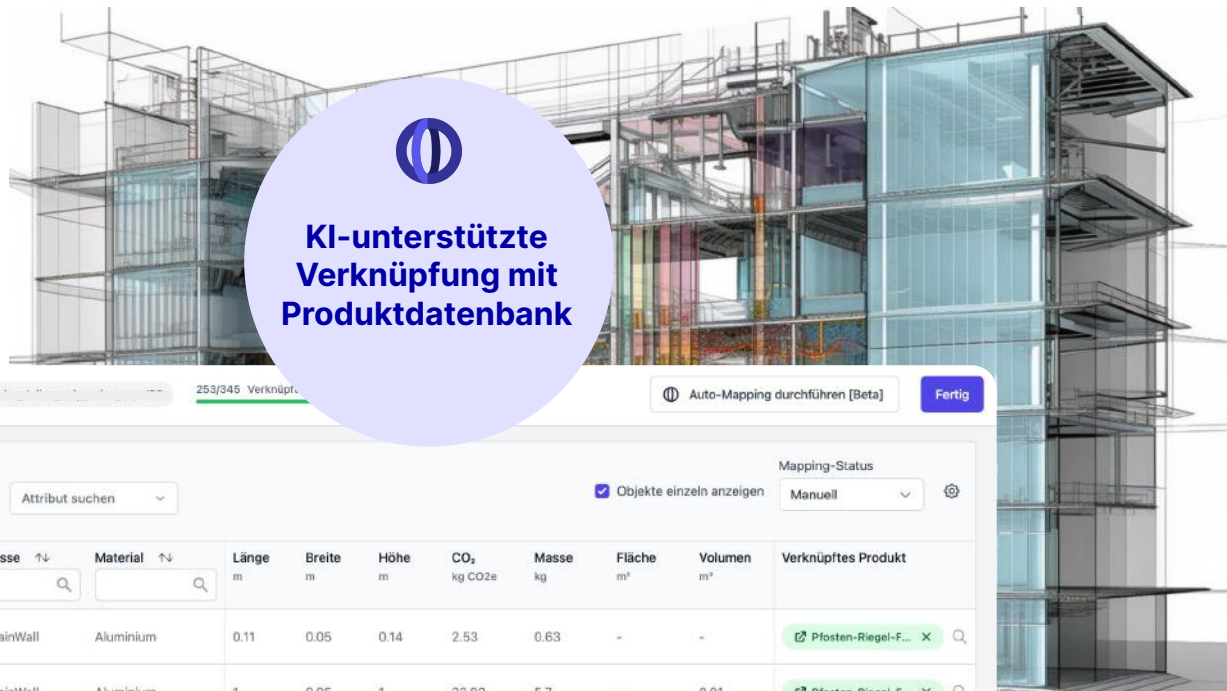 KI-unterstützte
Verknüpfung mit
Produktdatenbank
253/345 Verknüpf
Auto-Mapping durchführen [Beta]
Fertig
Mapping-Status
Attribut suchen
Objekte einzeln anzeigen
Manuell
sse Material Länge Breite Höhe CO₂ Masse Fläche Volumen Verknüpftes Produkt
m m m kg CO2e kg m² m³
ainWall Aluminium 0.11 0.05 0.14 2.53 0.63 - - Pfosten-Riegel-F...